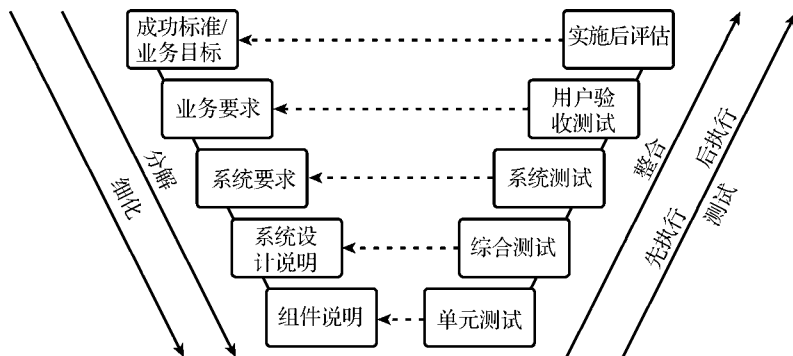 成功标准/
业务目标
实施后评估
业务要求
用户验
收测试
系统要求
系统测试
系统设
计说明
综合测试
组件说明
单元测试
细化
分解
整合
先执行
后执行
测试